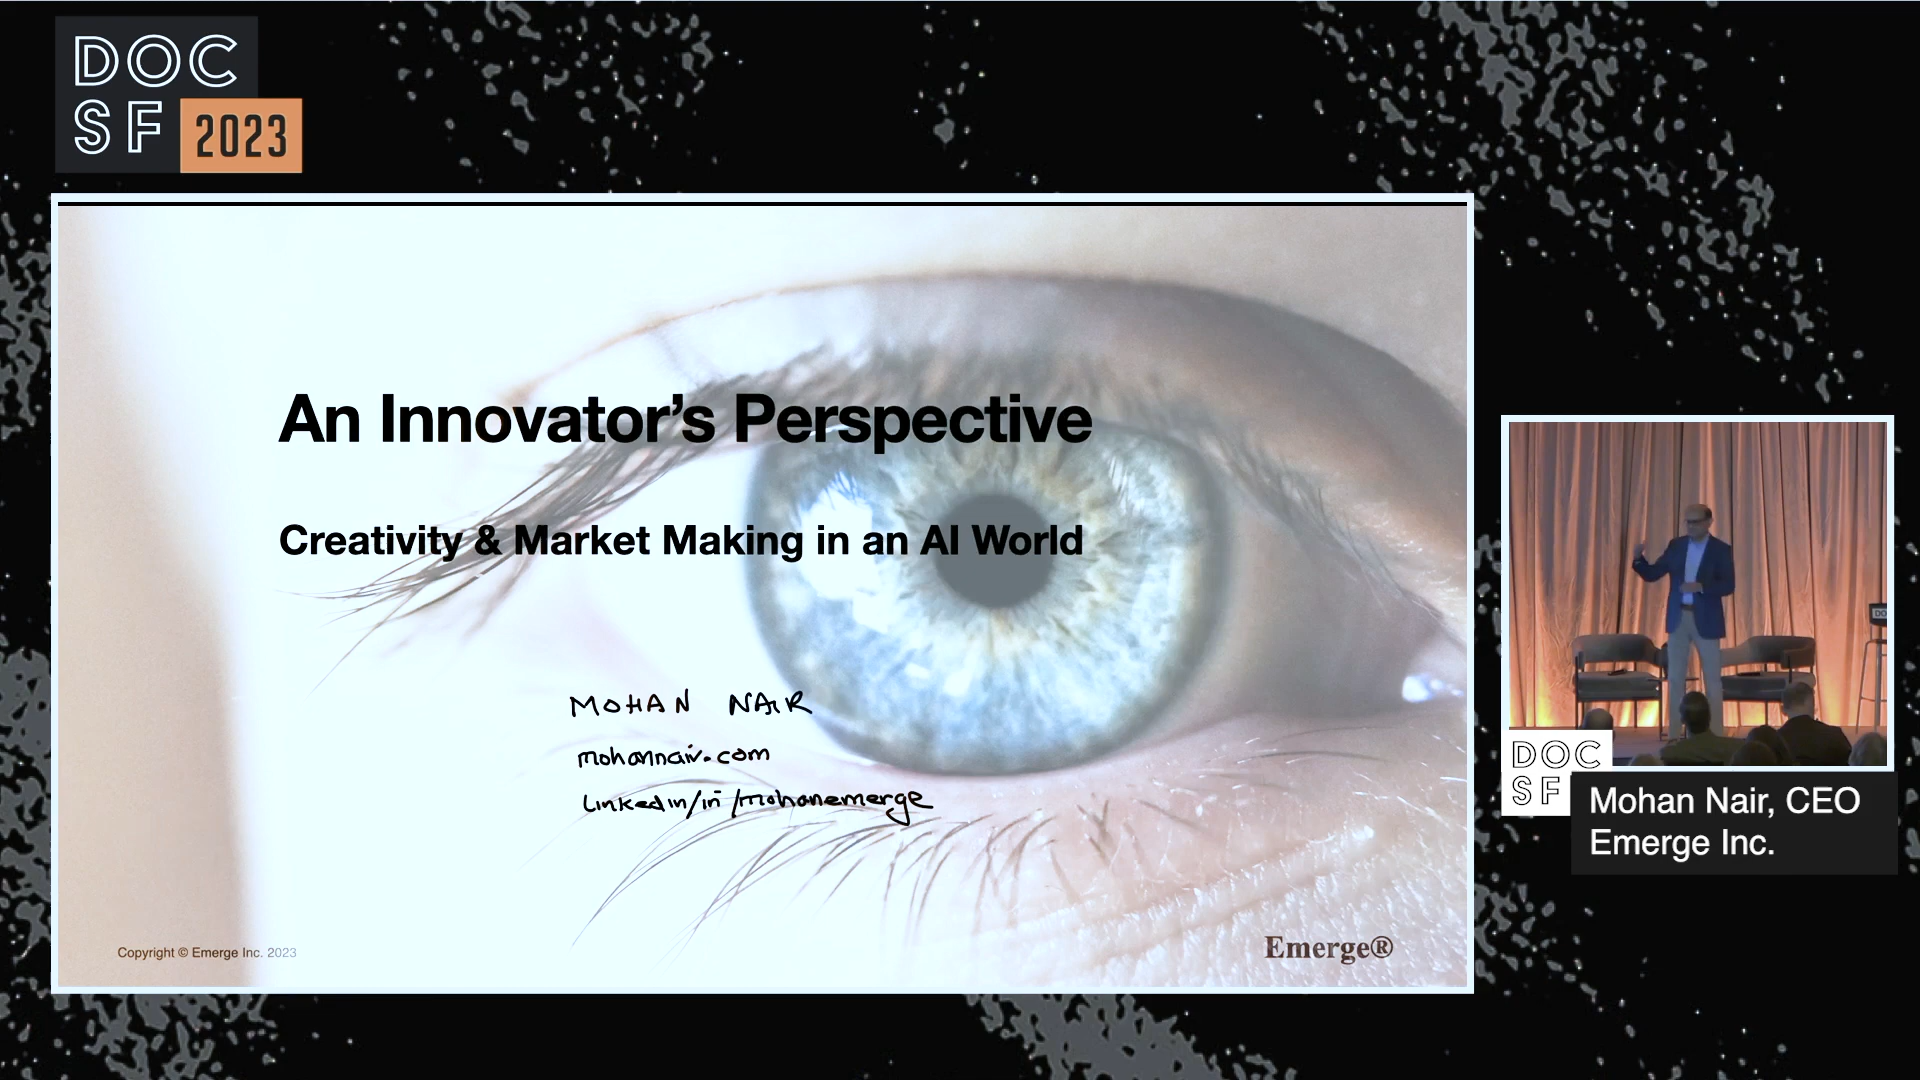 DOC
SF 2023
An Innovator's Perspective
Creativity & Market Making in an AI World
MOHAN NAIR
mohannair.com
Linkedin/in/mohanemerge
Copyright © Emerge Inc. 2023
Emerge®
DOC
SF
Mohan Nair, CEO
Emerge Inc.